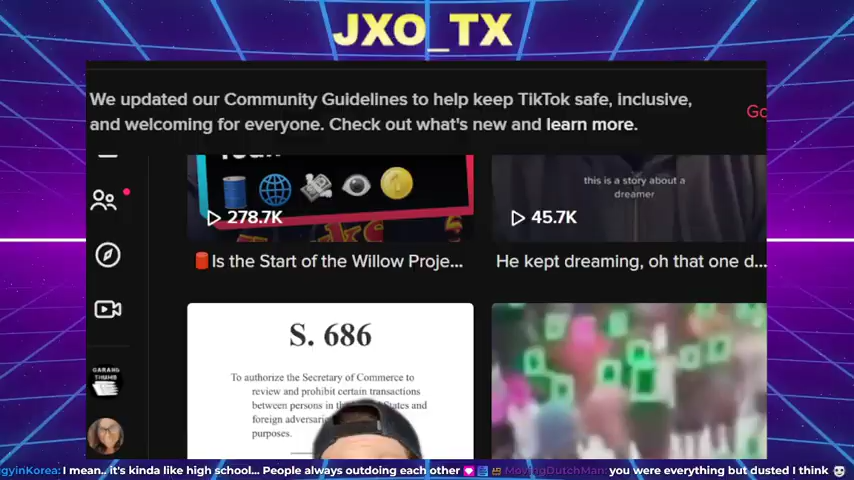 JXO_TX
We updated our Community Guidelines to help keep TikTok safe, inclusive,
and welcoming for everyone. Check out what's new and learn more.
this is a story about a
dreamer
278.7K
45.7K
Is the Start of the Willow Proje...
He kept dreaming, oh that one d...
S. 686
To authorize the Secretary of Commerce to
review and prohibit certain transactions
between persons in the States and
foreign
purposes.
GARAND
THUMB
gyinKorea: I mean.. it's kinda like high school... People always outdoing each other MovingDutchMan: you were everything but dusted I think